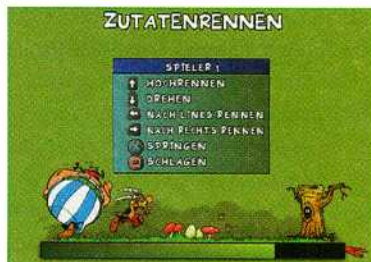 ZUTATENRENNEN
SPIELER 1
HOCHRENNEN
DREHEN
NACH LINKS RENNEN
NACH RECHTS RENNEN
SPRINGEN
SCHLAGEN